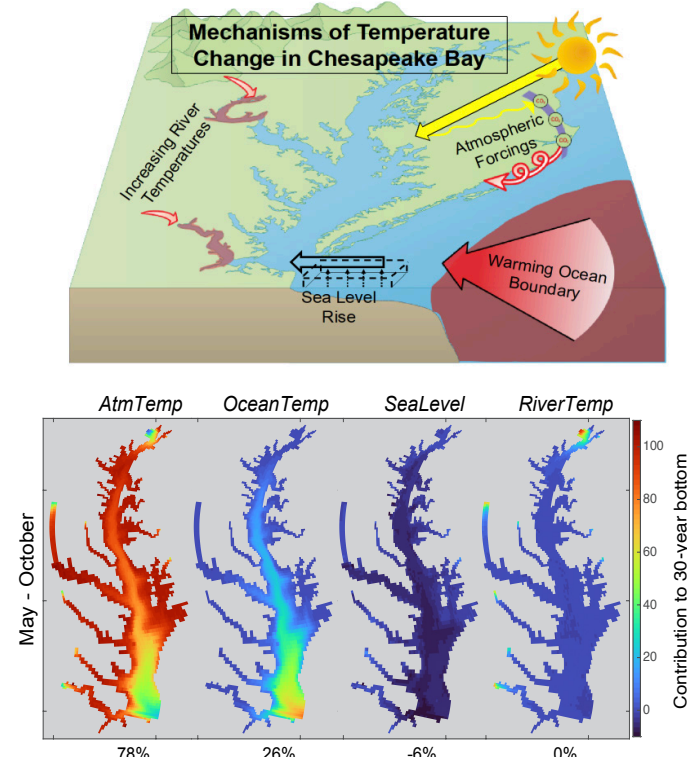 Mechanisms of Temperature
Change in Chesapeake Bay
Increasing River
Temperatures
CO₂
CO₂
CO₂
Atmospheric
Forcings
Warming Ocean
Boundary
Sea Level
Rise
AtmTemp OceanTemp SeaLevel RiverTemp
May - October
100
80
60
40
20
0
Contribution to 30-year bottom
78% 26% -6% 0%